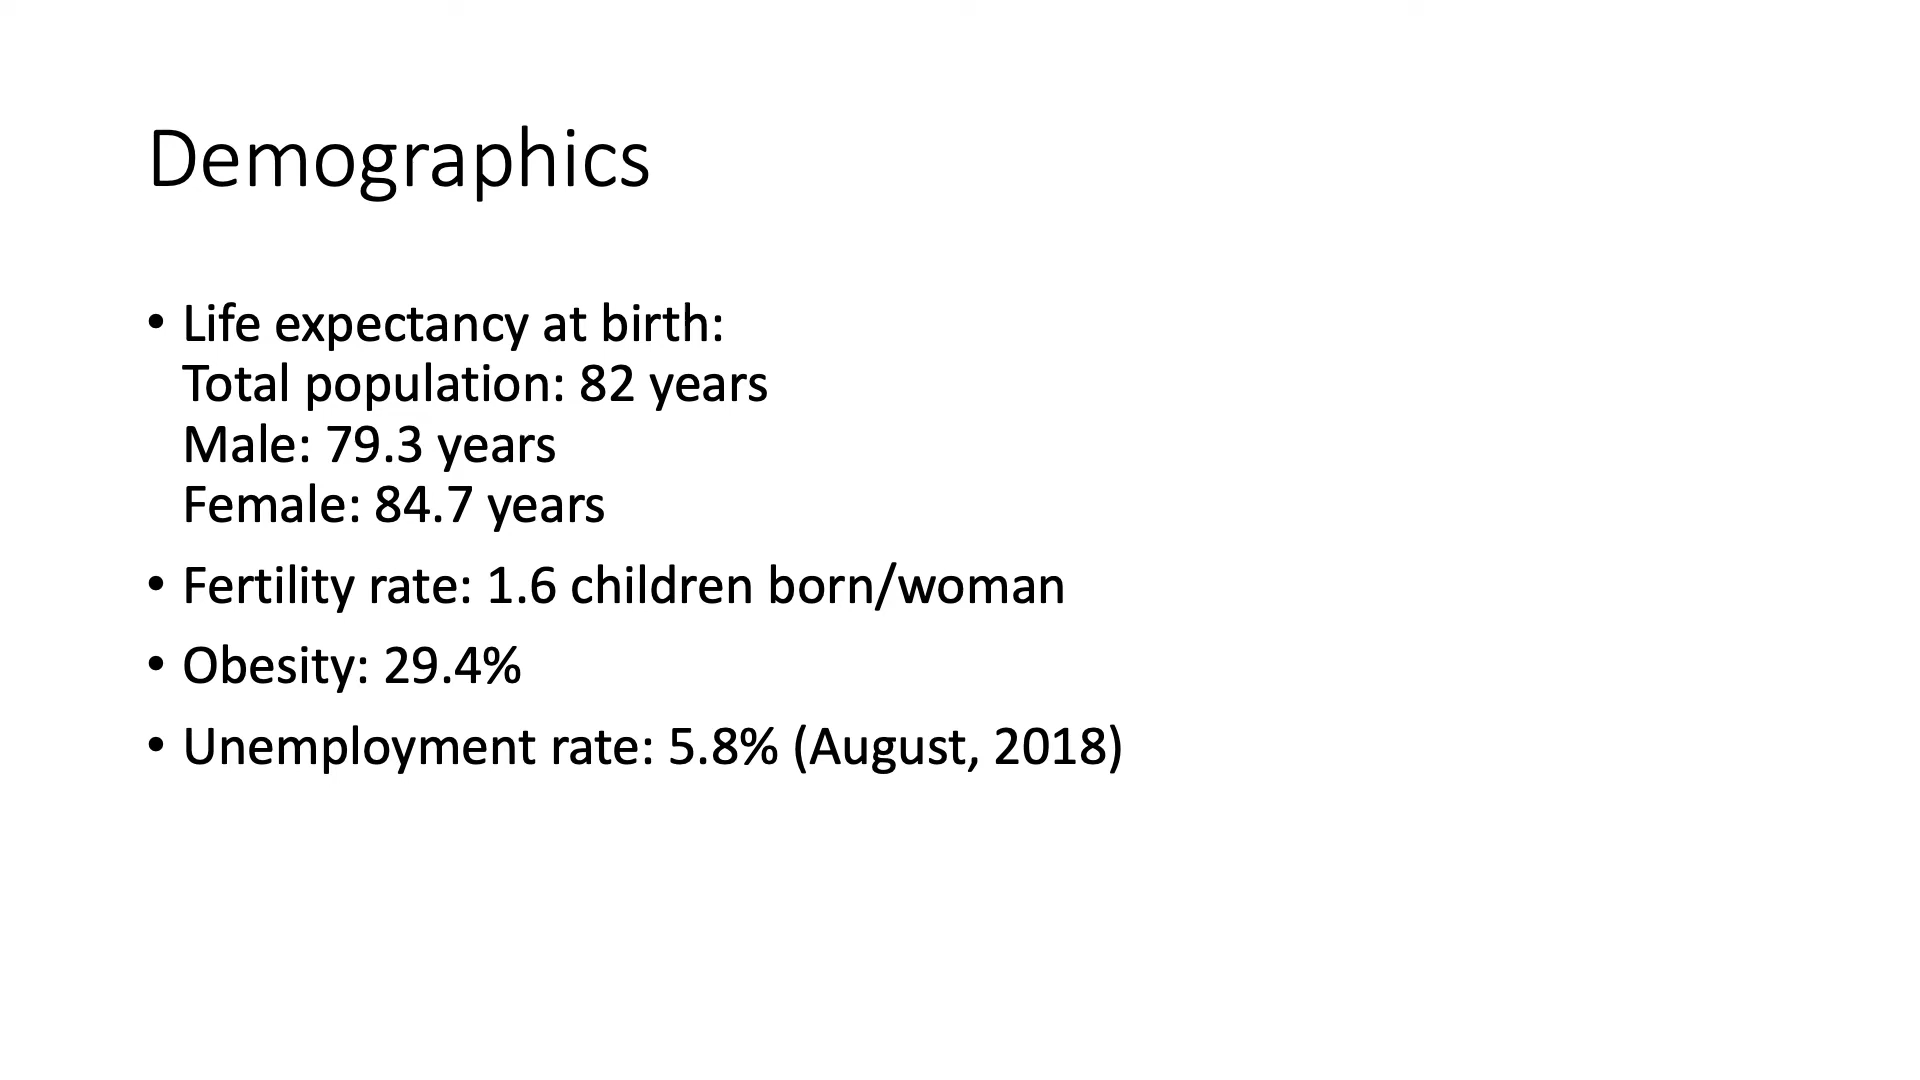 Demographics
• Life expectancy at birth:
Total population: 82 years
Male: 79.3 years
Female: 84.7 years
• Fertility rate: 1.6 children born/woman
• Obesity: 29.4%
• Unemployment rate: 5.8% (August, 2018)